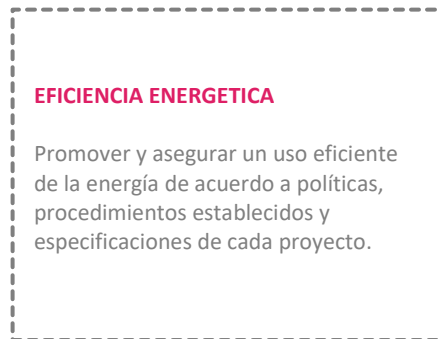 EFICIENCIA ENERGETICA
Promover y asegurar un uso eficiente
de la energía de acuerdo a políticas,
procedimientos establecidos y
especificaciones de cada proyecto.